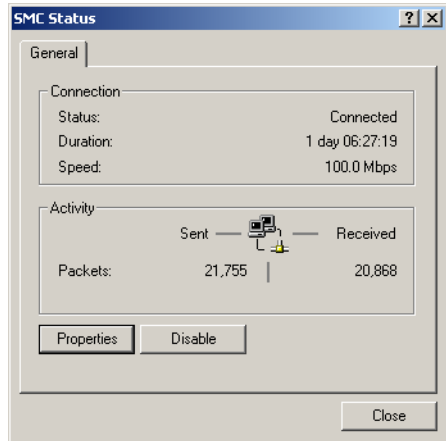 SMC Status
General
Connection
Status: Connected
Duration: 1 day 06:27:19
Speed: 100.0 Mbps
Activity
Sent Received
Packets: 21,755 20,868
Properties Disable
Close